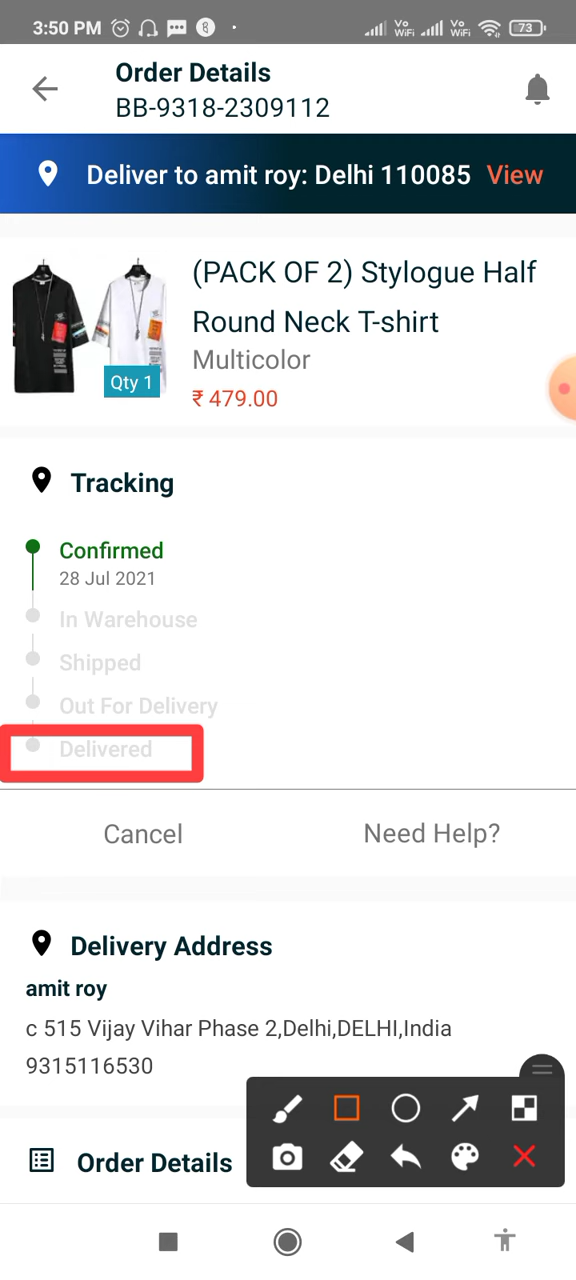 3:50 PM
Vo WiFi
Vo WiFi
73
Order Details
BB-9318-2309112
Deliver to amit roy: Delhi 110085 View
(PACK OF 2) Stylogue Half
Round Neck T-shirt
Multicolor
Qty 1
₹ 479.00
Tracking
Confirmed
28 Jul 2021
In Warehouse
Shipped
Out For Delivery
Delivered
Cancel
Need Help?
Delivery Address
amit roy
c 515 Vijay Vihar Phase 2,Delhi,DELHI,India
9315116530
Order Details